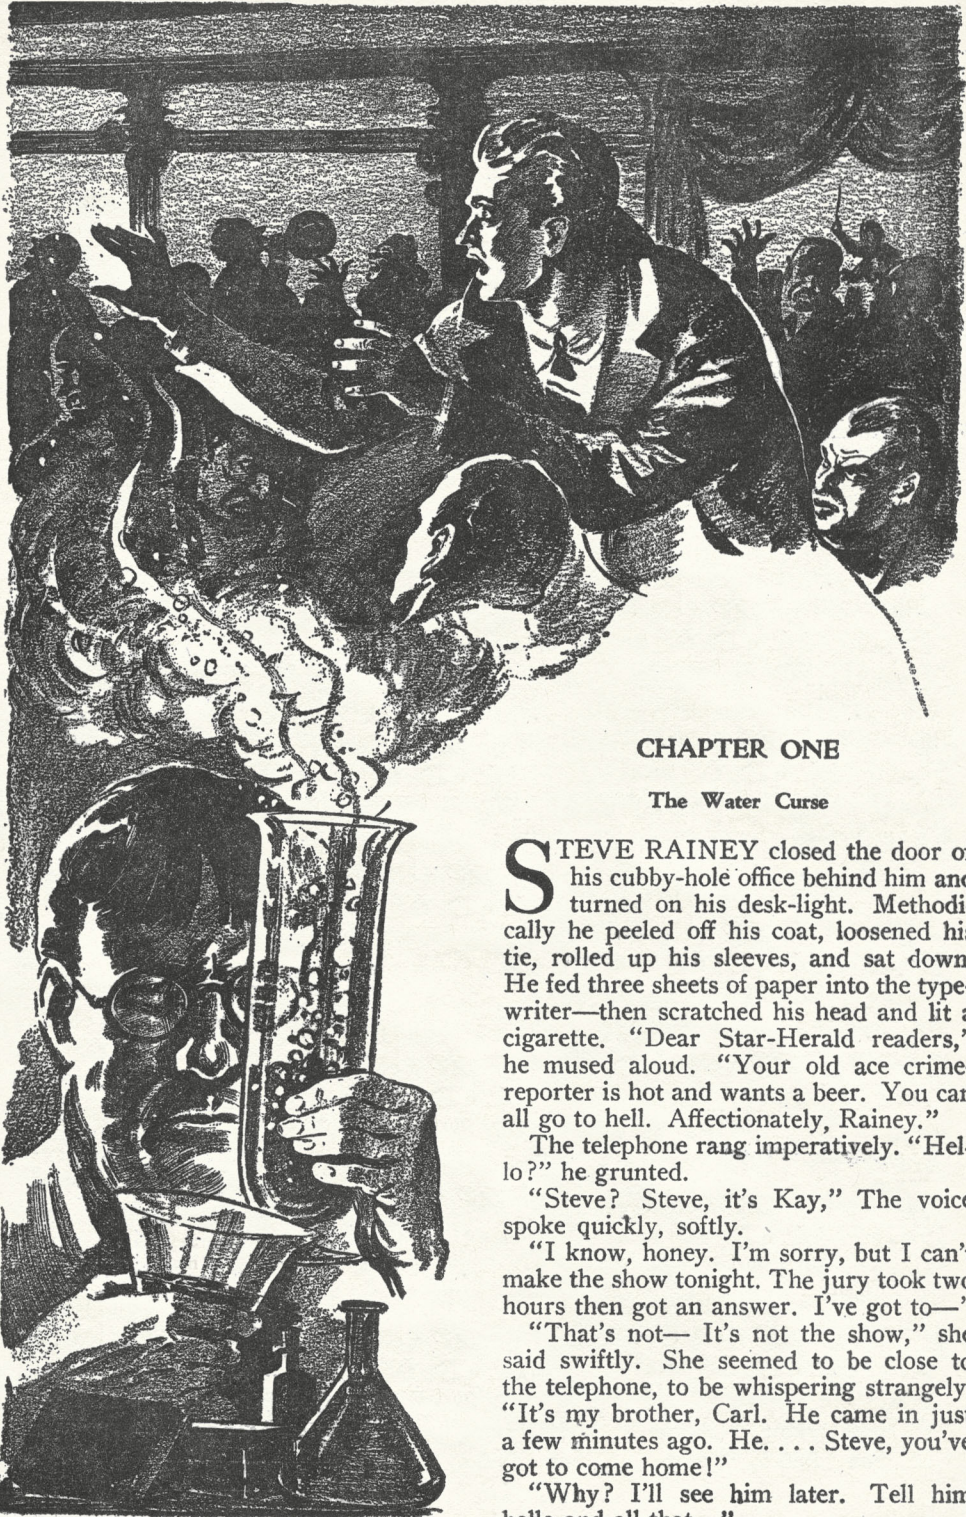 CHAPTER ONE
The Water Curse
STEVE RAINEY closed the door o
his cubby-hole office behind him and
turned on his desk-light. Methodi
cally he peeled off his coat, loosened hi
tie, rolled up his sleeves, and sat down
He fed three sheets of paper into the type-
writer—then scratched his head and lit a
cigarette. “Dear Star-Herald readers,”
he mused aloud. “Your old ace crime-
reporter is hot and wants a beer. You can
all go to hell. Affectionately, Rainey.”
The telephone rang imperatively. “Hel-
lo?” he grunted.
“Steve? Steve, it's Kay,” The voice
spoke quickly, softly.
“I know, honey. I'm sorry, but I can'
make the show tonight. The jury took two
hours then got an answer. I've got to—”
“That's not— It's not the show,” she
said swiftly. She seemed to be close to
the telephone, to be whispering strangely
“It's my brother, Carl. He came in jus
a few minutes ago. He. . . . Steve, you've
got to come home!”
“Why? I'll see him later. Tell him